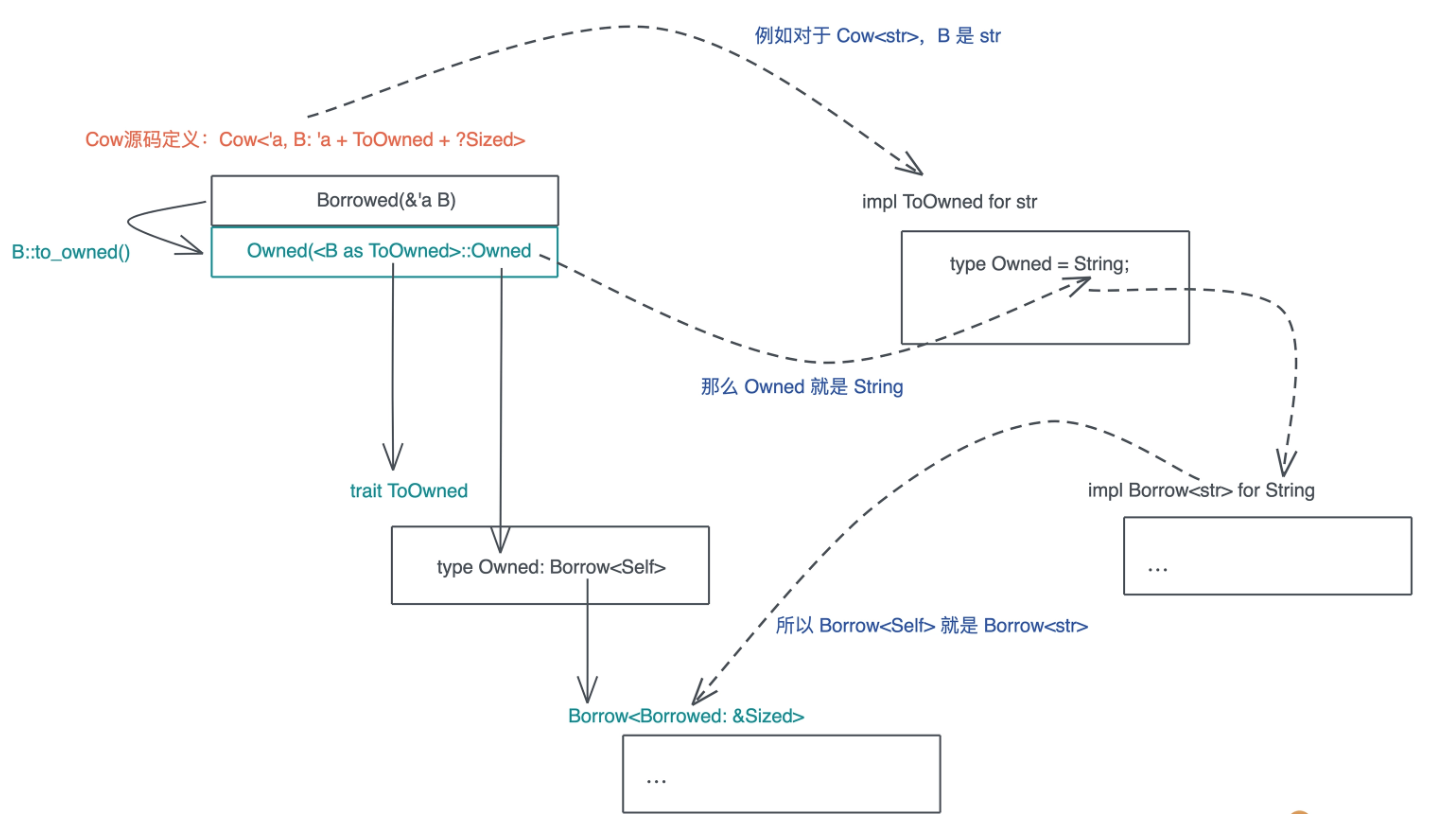 例如对于 Cow<str>，B 是 str
Cow源码定义：Cow<'a, B: 'a + ToOwned + ?Sized>
Borrowed(&'a B)
impl ToOwned for str
B::to_owned()
Owned(<B as ToOwned>::Owned
type Owned = String;
那么 Owned 就是 String
trait ToOwned
impl Borrow<str> for String
type Owned: Borrow<Self>
...
所以 Borrow<Self> 就是 Borrow<str>
Borrow<Borrowed: &Sized>
...